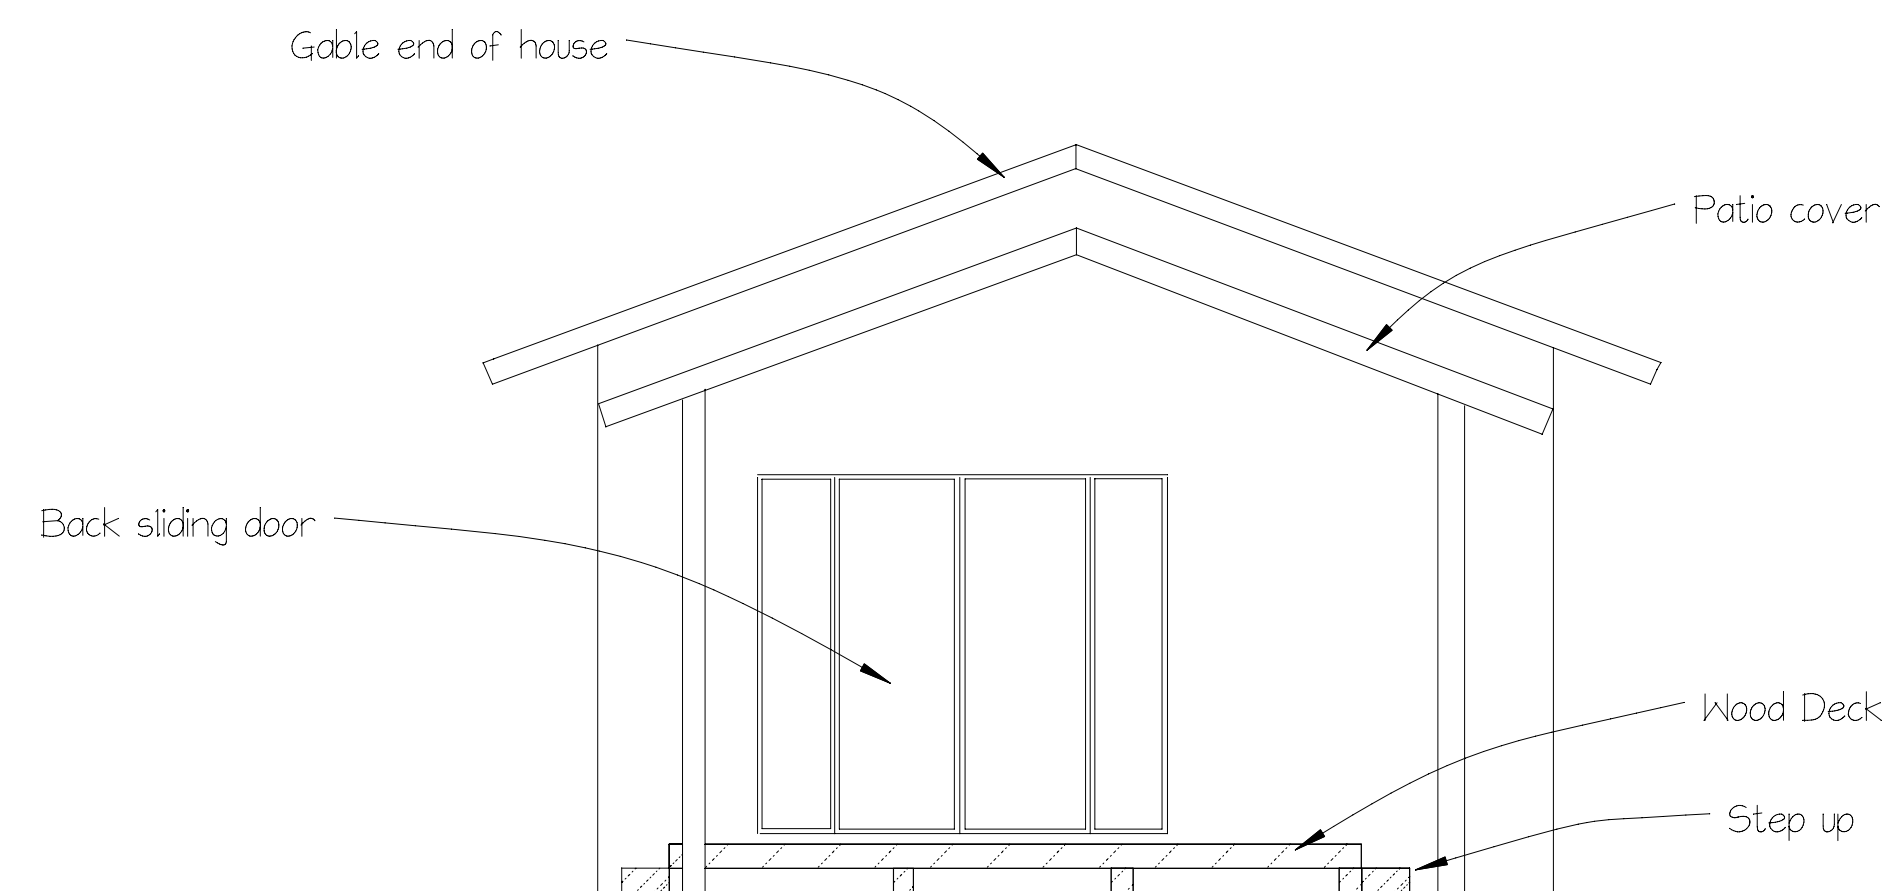 Gable end of house
Patio cover
Back sliding door
Wood Deck
Step up